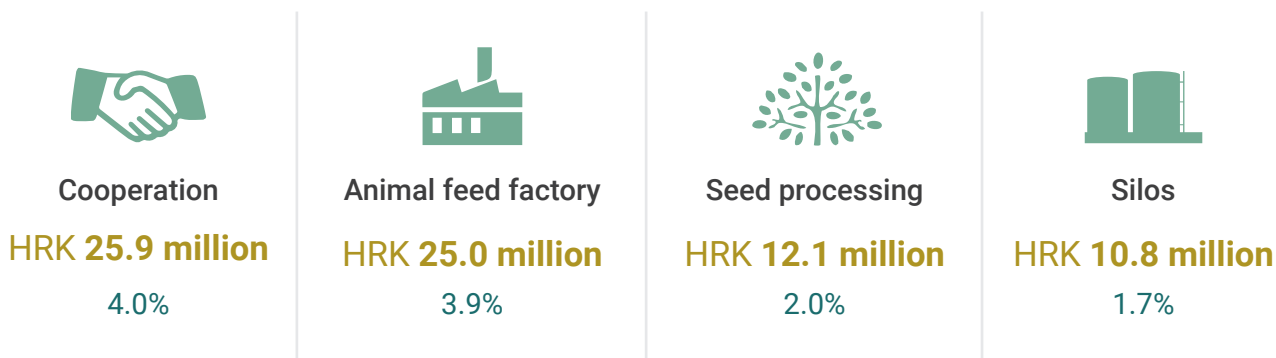 Cooperation
HRK 25.9 million
4.0%
Animal feed factory
HRK 25.0 million
3.9%
Seed processing
HRK 12.1 million
2.0%
Silos
HRK 10.8 million
1.7%